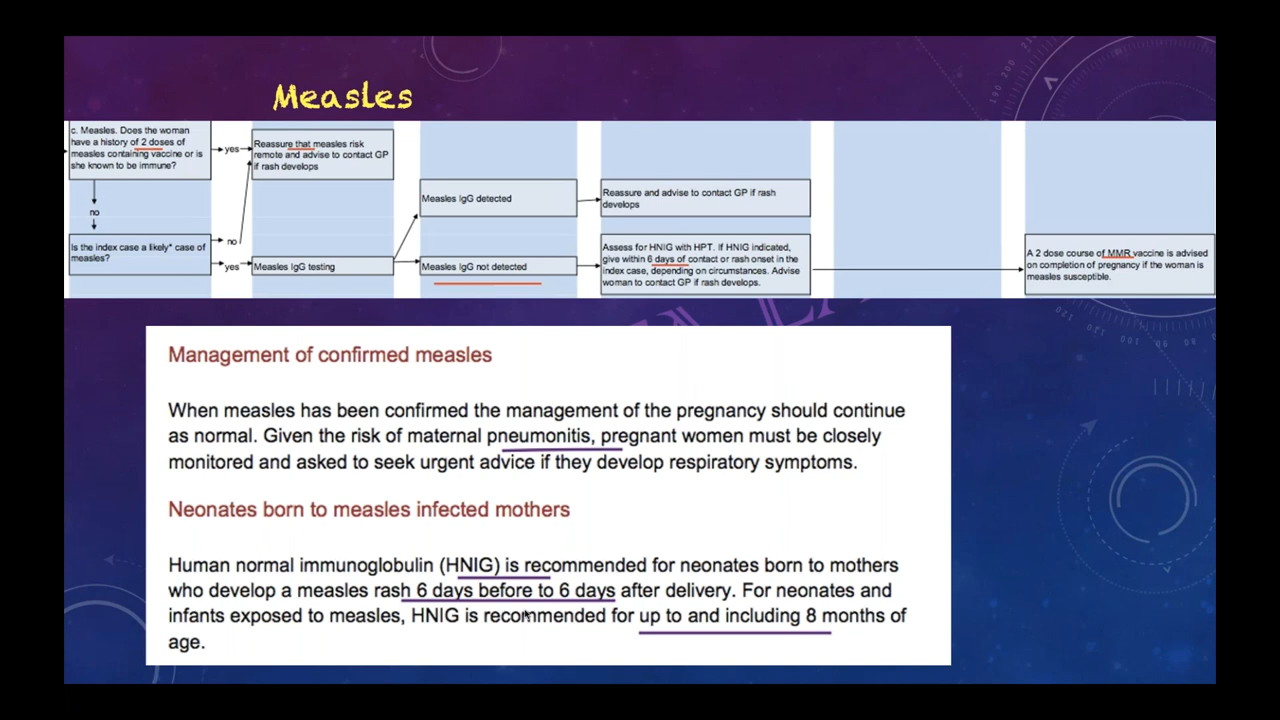 Measles
c. Measles. Does the woman
have a history of 2 doses of
measles containing vaccine or is
she known to be immune?
yes
Reassure that measles risk
remote and advise to contact GP
if rash develops
Measles IgG detected
Reassure and advise to contact GP if rash
develops
no
Is the index case a likely* case of
measles?
no
yes
Measles IgG testing
Measles IgG not detected
Assess for HNIG with HPT. If HNIG indicated,
give within 6 days of contact or rash onset in the
index case, depending on circumstances. Advise
woman to contact GP if rash develops.
A 2 dose course of MMR vaccine is advised
on completion of pregnancy if the woman is
measles susceptible.
Management of confirmed measles
When measles has been confirmed the management of the pregnancy should continue
as normal. Given the risk of maternal pneumonitis, pregnant women must be closely
monitored and asked to seek urgent advice if they develop respiratory symptoms.
Neonates born to measles infected mothers
Human normal immunoglobulin (HNIG) is recommended for neonates born to mothers
who develop a measles rash 6 days before to 6 days after delivery. For neonates and
infants exposed to measles, HNIG is recommended for up to and including 8 months of
age.